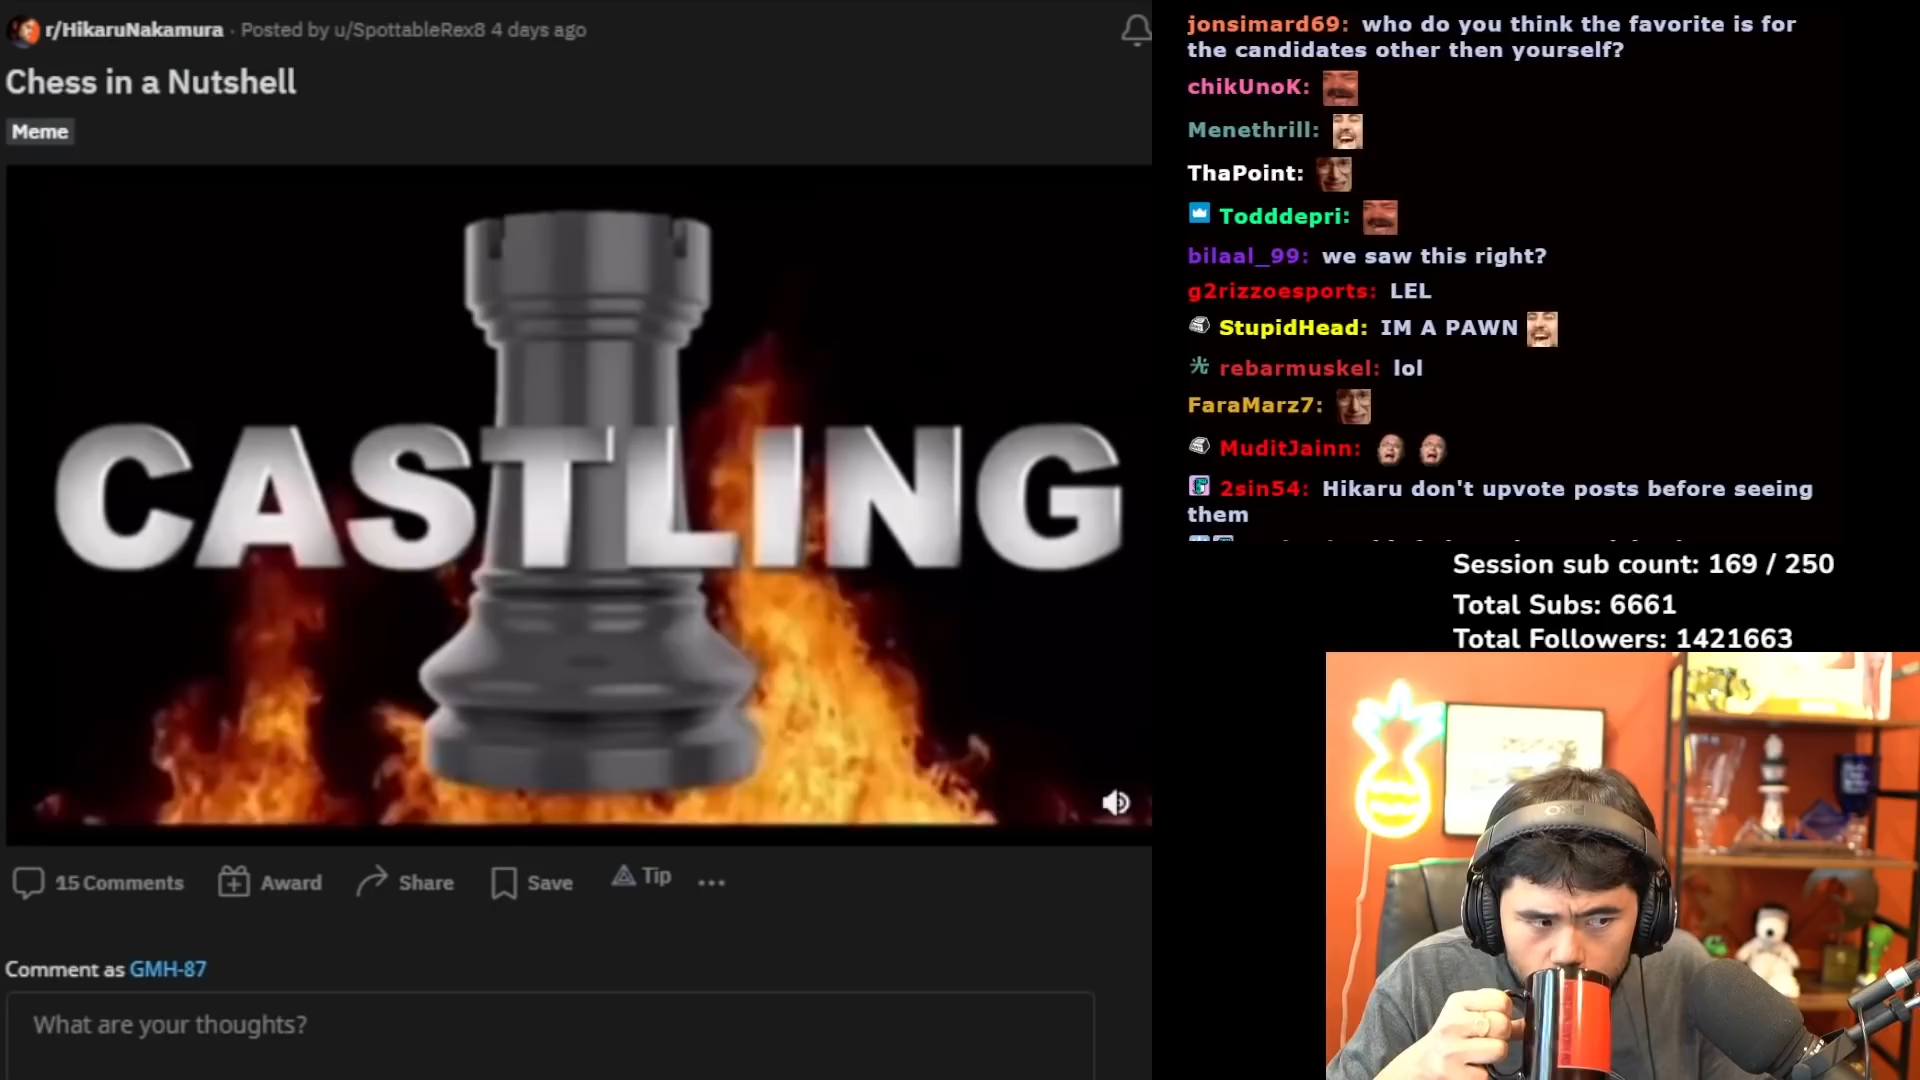 r/HikaruNakamura · Posted by u/SpottableRex8 4 days ago
Chess in a Nutshell
Meme
CASTLING
15 Comments
Award
Share
Save
Tip
Comment as GMH-87
What are your thoughts?
jonsimard69: who do you think the favorite is for
the candidates other then yourself?
chikUnoK:
Menethrill:
ThaPoint:
Todddepri:
bilaal_99: we saw this right?
g2rizzoesports: LEL
StupidHead: IM A PAWN
光 rebarmuskel: lol
FaraMarz7:
MuditJainn:
2sin54: Hikaru don't upvote posts before seeing
them
Session sub count: 169 / 250
Total Subs: 6661
Total Followers: 1421663